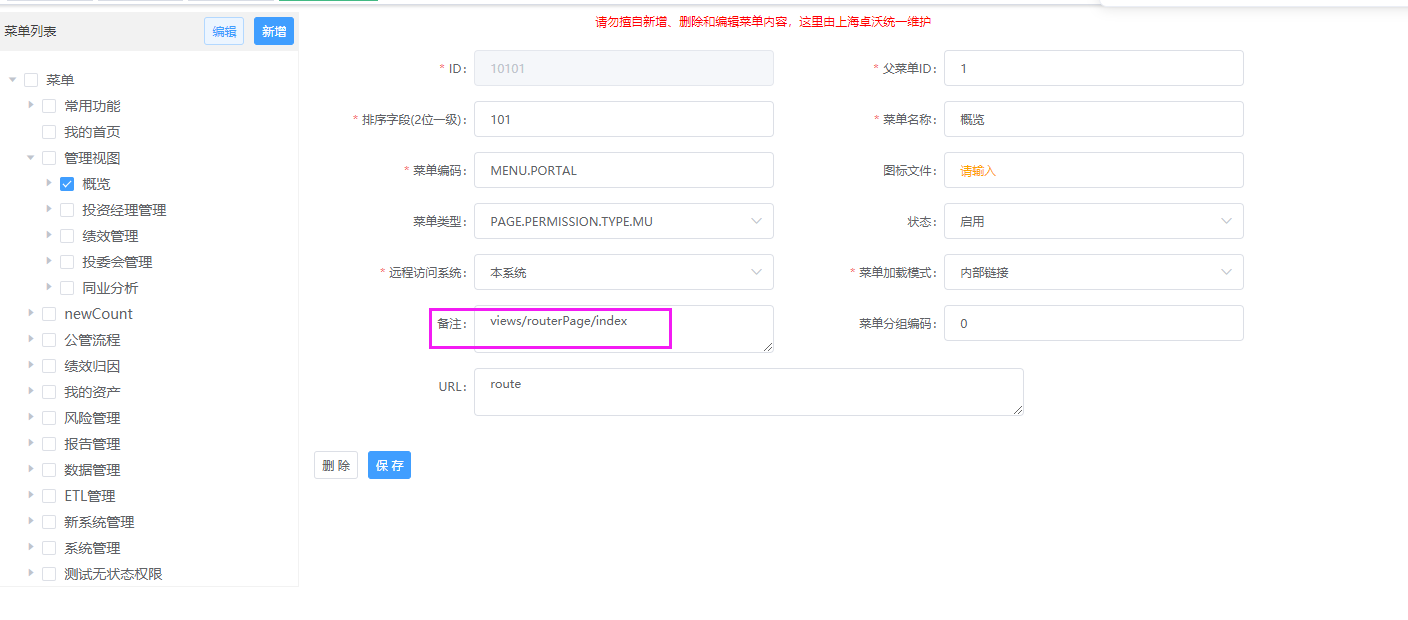 请勿擅自新增、删除和编辑菜单内容，这里由上海卓沃统一维护
菜单列表 编辑 新增
菜单
常用功能
我的首页
管理视图
概览
投资经理管理
绩效管理
投委会管理
同业分析
newCount
公管流程
绩效归因
我的资产
风险管理
报告管理
数据管理
ETL管理
新系统管理
系统管理
测试无状态权限
* ID: 10101 * 父菜单ID: 1
* 排序字段(2位一级): 101 * 菜单名称: 概览
* 菜单编码: MENU.PORTAL 图标文件: 请输入
菜单类型: PAGE.PERMISSION.TYPE.MU 状态: 启用
* 远程访问系统: 本系统 * 菜单加载模式: 内部链接
备注: views/routerPage/index 菜单分组编码: 0
URL: route
删 除 保 存